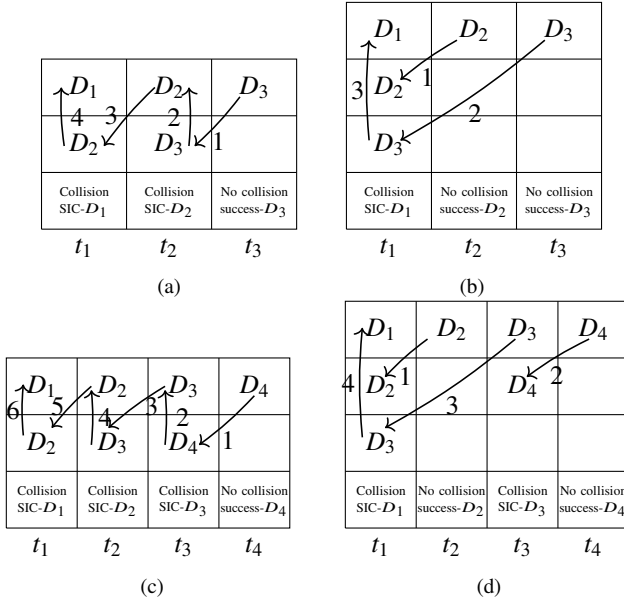 D₁ D₂ D₃
4 3 2 1
D₂ D₃
Collision Collision No collision
SIC-D₁ SIC-D₂ success-D₃
t₁ t₂ t₃
(a)
D₁ D₂ D₃
3 D₂ 1
2
D₃
Collision No collision No collision
SIC-D₁ success-D₂ success-D₃
t₁ t₂ t₃
(b)
D₁ D₂ D₃ D₄
6 5 4 3 2 1
D₂ D₃ D₄
Collision Collision Collision No collision
SIC-D₁ SIC-D₂ SIC-D₃ success-D₄
t₁ t₂ t₃ t₄
(c)
D₁ D₂ D₃ D₄
4 D₂ 1 D₄ 2
3
D₃
Collision No collision Collision No collision
SIC-D₁ success-D₂ SIC-D₃ success-D₄
t₁ t₂ t₃ t₄
(d)